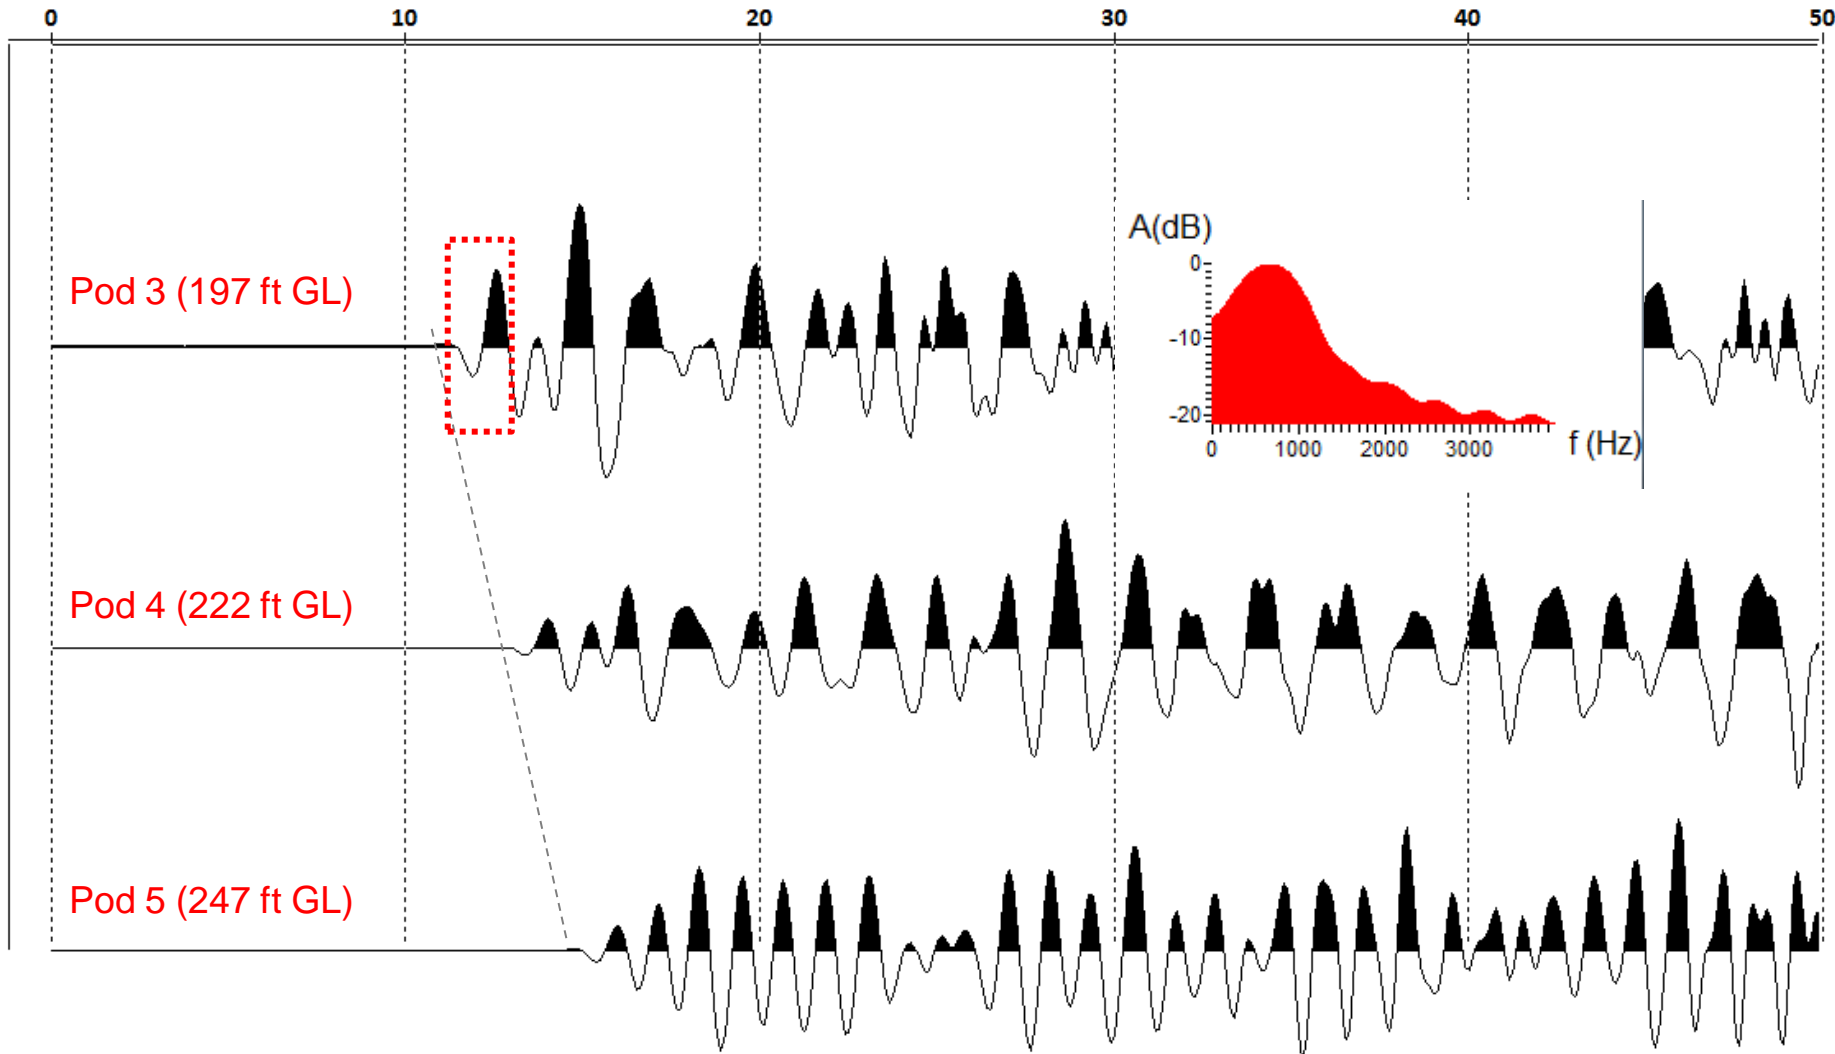 0 10 20 30 40 50
A(dB)
Pod 3 (197 ft GL)
0
-10
-20
0 1000 2000 3000 f (Hz)
Pod 4 (222 ft GL)
Pod 5 (247 ft GL)